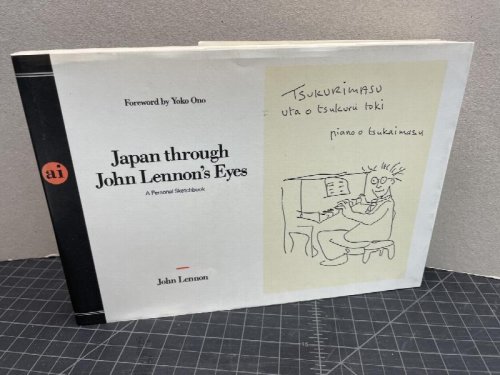 ai
Foreword by Yoko Ono
Japan through
John Lennon's Eyes
A Personal Sketchbook
John Lennon
TSUKURIMASU
uta o tsukuru toki
piano o tsukaimasu